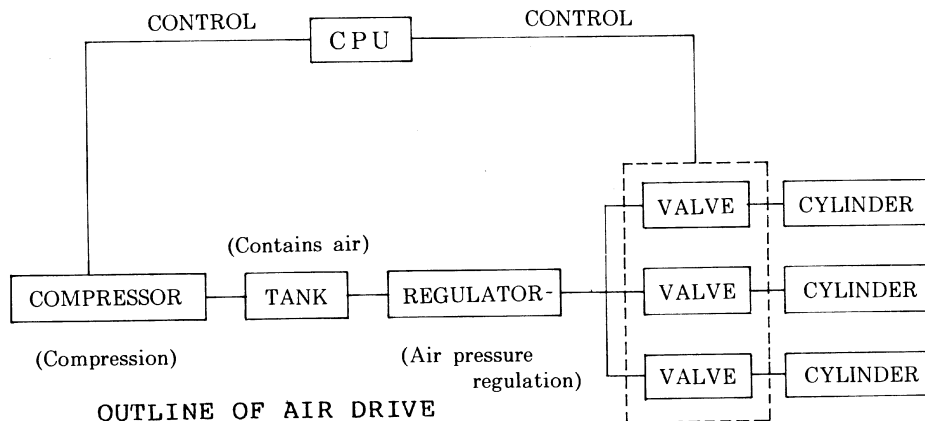 CONTROL
CPU
CONTROL
VALVE
CYLINDER
(Contains air)
COMPRESSOR
TANK
REGULATOR-
VALVE
CYLINDER
(Compression)
(Air pressure
regulation)
VALVE
CYLINDER
OUTLINE OF AIR DRIVE